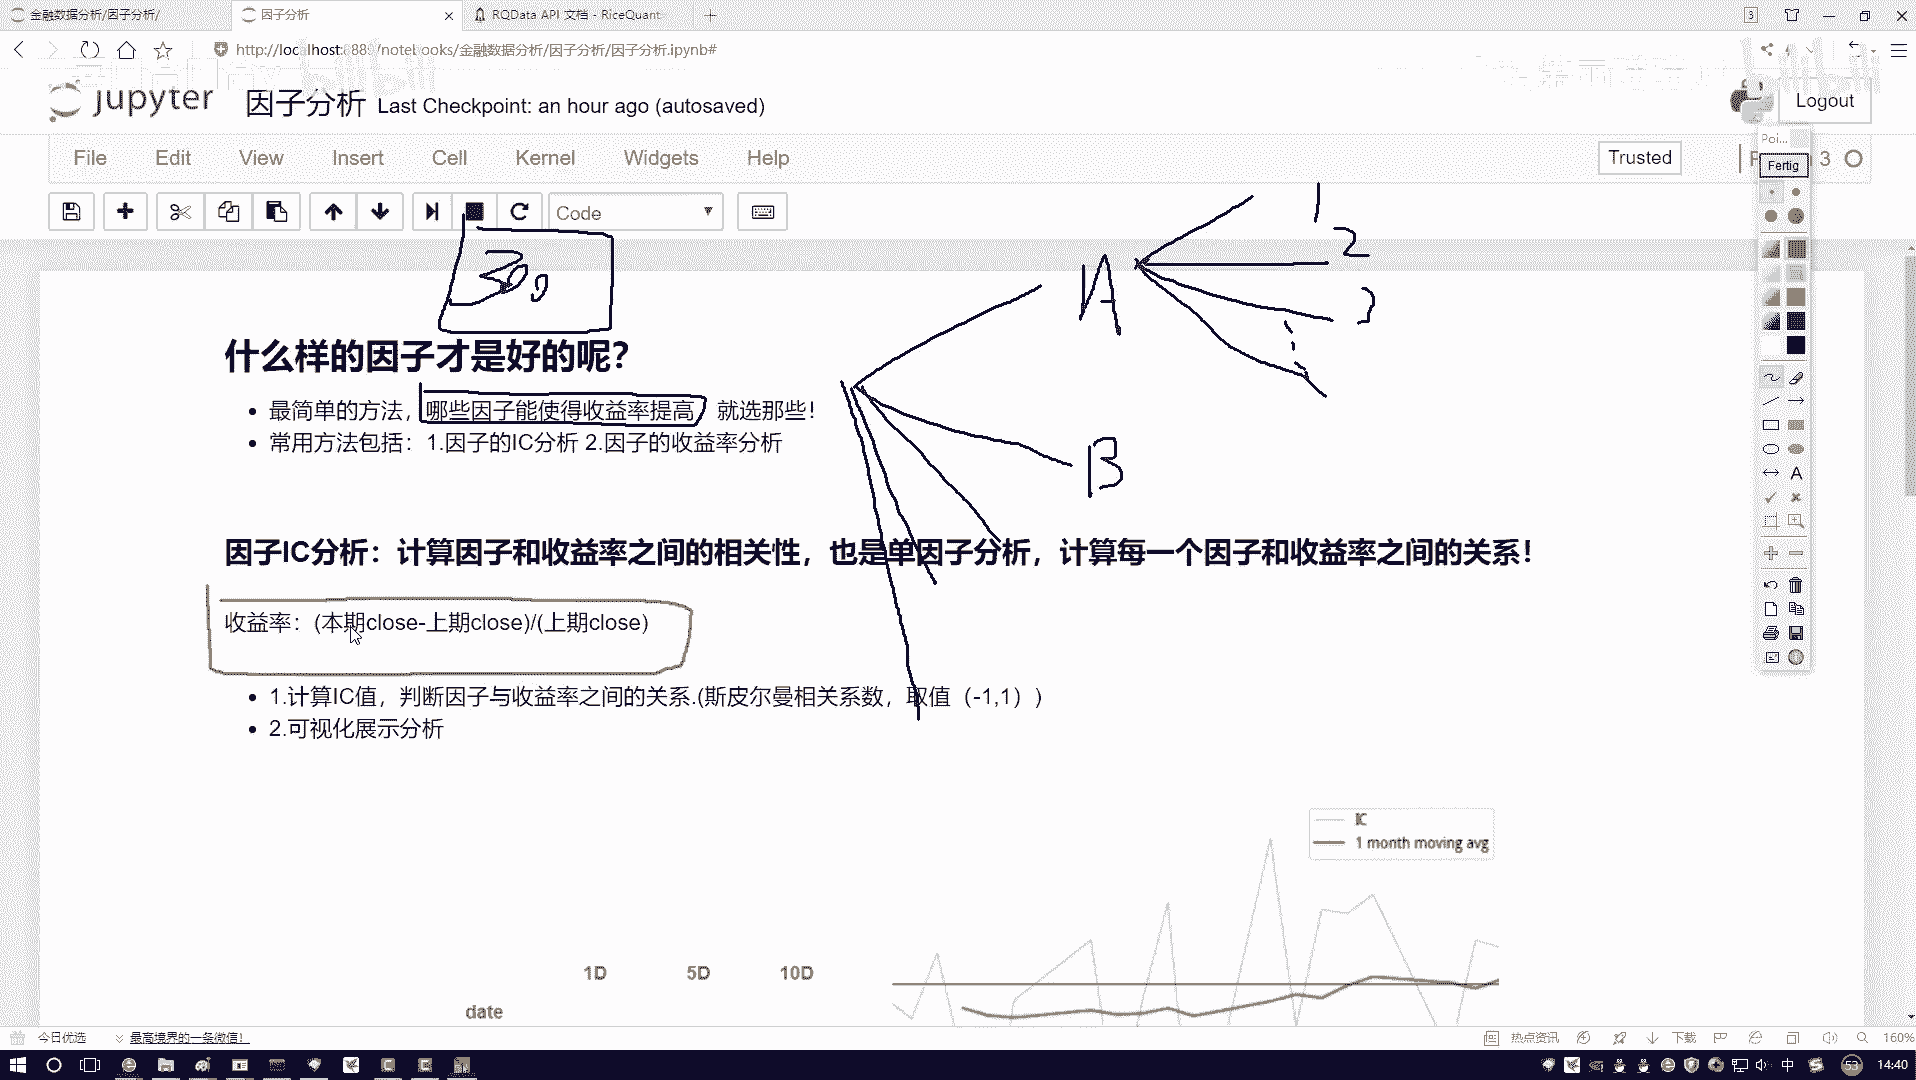 金融数据分析/因子分析/
因子分析
RQData API 文档 - RiceQuant
3
http://localhost:8889/notebooks/金融数据分析/因子分析/因子分析.ipynb#
bilibili
bilibili
jupyter 因子分析 Last Checkpoint: an hour ago (autosaved)
Logout
Poi...
File Edit View Insert Cell Kernel Widgets Help
Trusted
3
Fertig
Code
1
2
300
A
3
什么样的因子才是好的呢？
最简单的方法，哪些因子能使得收益率提高 就选那些！
常用方法包括：1.因子的IC分析 2.因子的收益率分析
B
A
因子IC分析：计算因子和收益率之间的相关性，也是单因子分析，计算每一个因子和收益率之间的关系！
收益率：(本期close-上期close)/(上期close)
1.计算IC值，判断因子与收益率之间的关系.(斯皮尔曼相关系数，取值（-1,1））
2.可视化展示分析
IC
1 month moving avg
1D 5D 10D
date
今日优选
最高境界的一条微信!
热点资讯
下载
160%
中
53
14:40